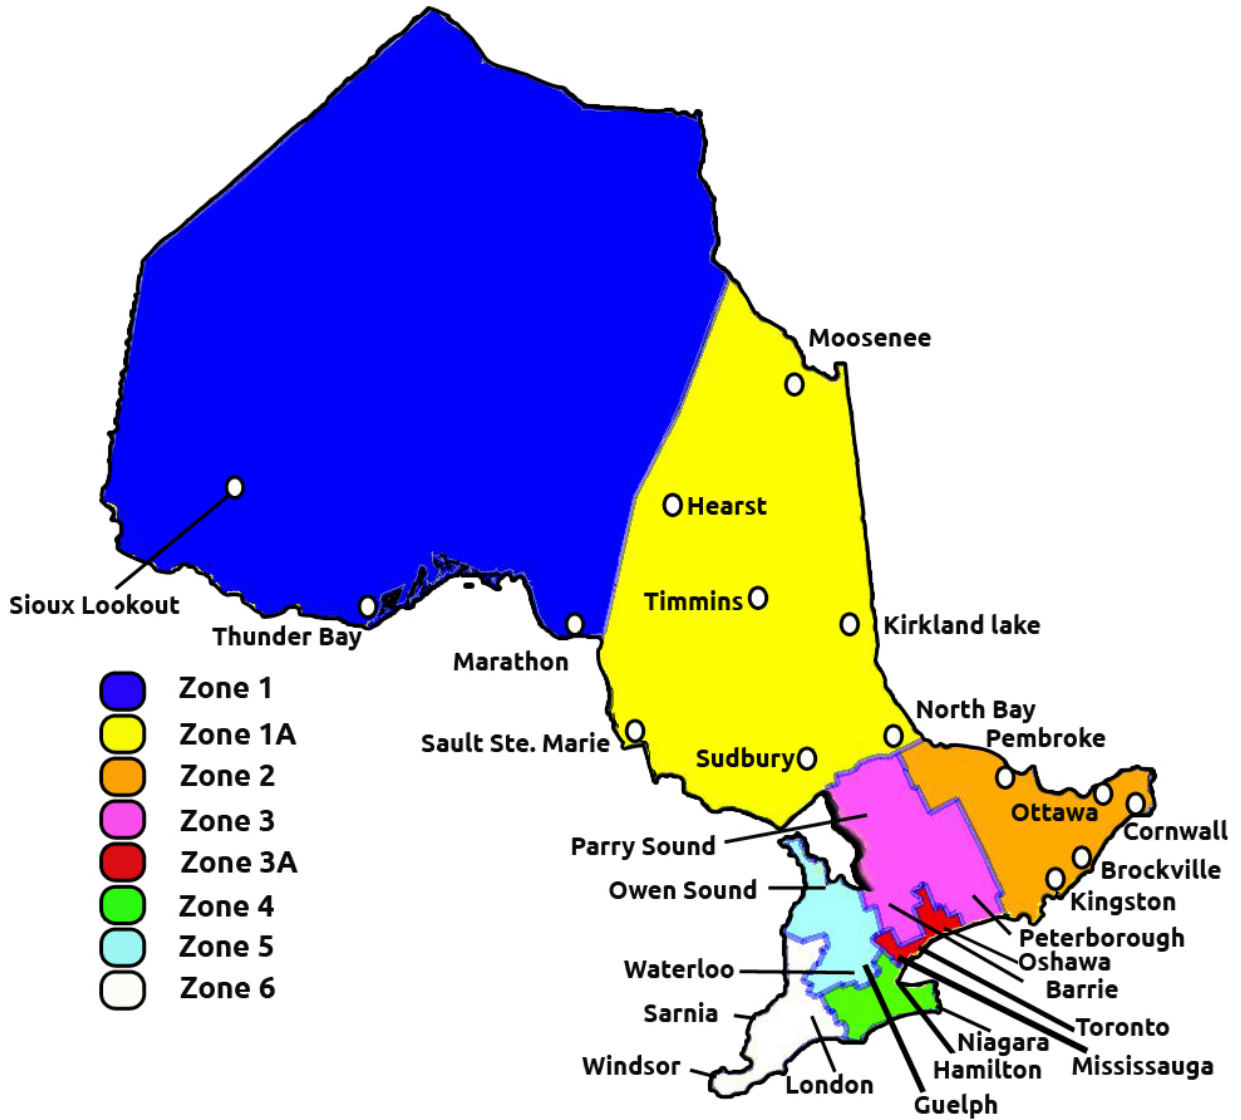 Moosenee
Hearst
Timmins
Kirkland lake
Sioux Lookout
Thunder Bay
Marathon
Zone 1
Zone 1A
Zone 2
Zone 3
Zone 3A
Zone 4
Zone 5
Zone 6
Sault Ste. Marie
Sudbury
North Bay
Pembroke
Ottawa
Cornwall
Brockville
Kingston
Parry Sound
Owen Sound
Peterborough
Oshawa
Barrie
Waterloo
Sarnia
Toronto
Niagara
Mississauga
Hamilton
Windsor
London
Guelph